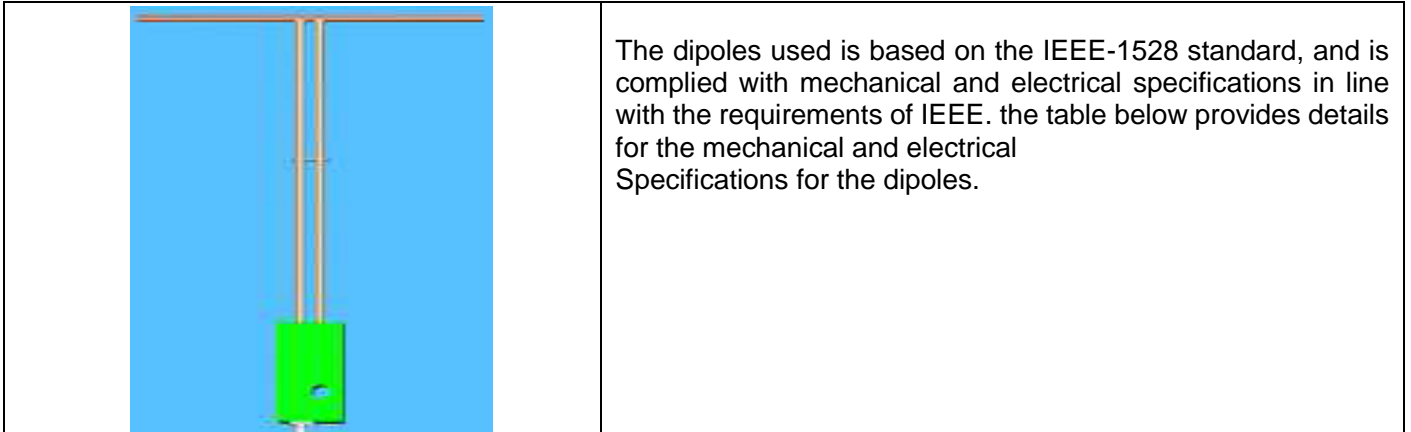 The dipoles used is based on the IEEE-1528 standard, and is
complied with mechanical and electrical specifications in line
with the requirements of IEEE. the table below provides details
for the mechanical and electrical
Specifications for the dipoles.